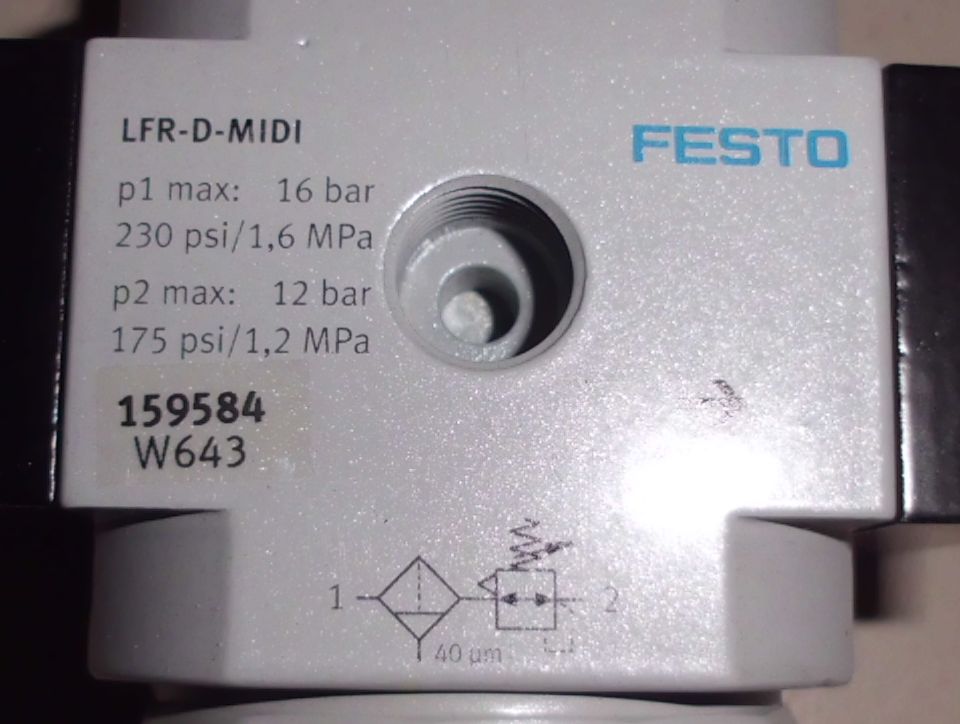 LFR-D-MIDI
FESTO
p1 max: 16 bar
230 psi/1,6 MPa
p2 max: 12 bar
175 psi/1,2 MPa
159584
W643
1
2
40 µm